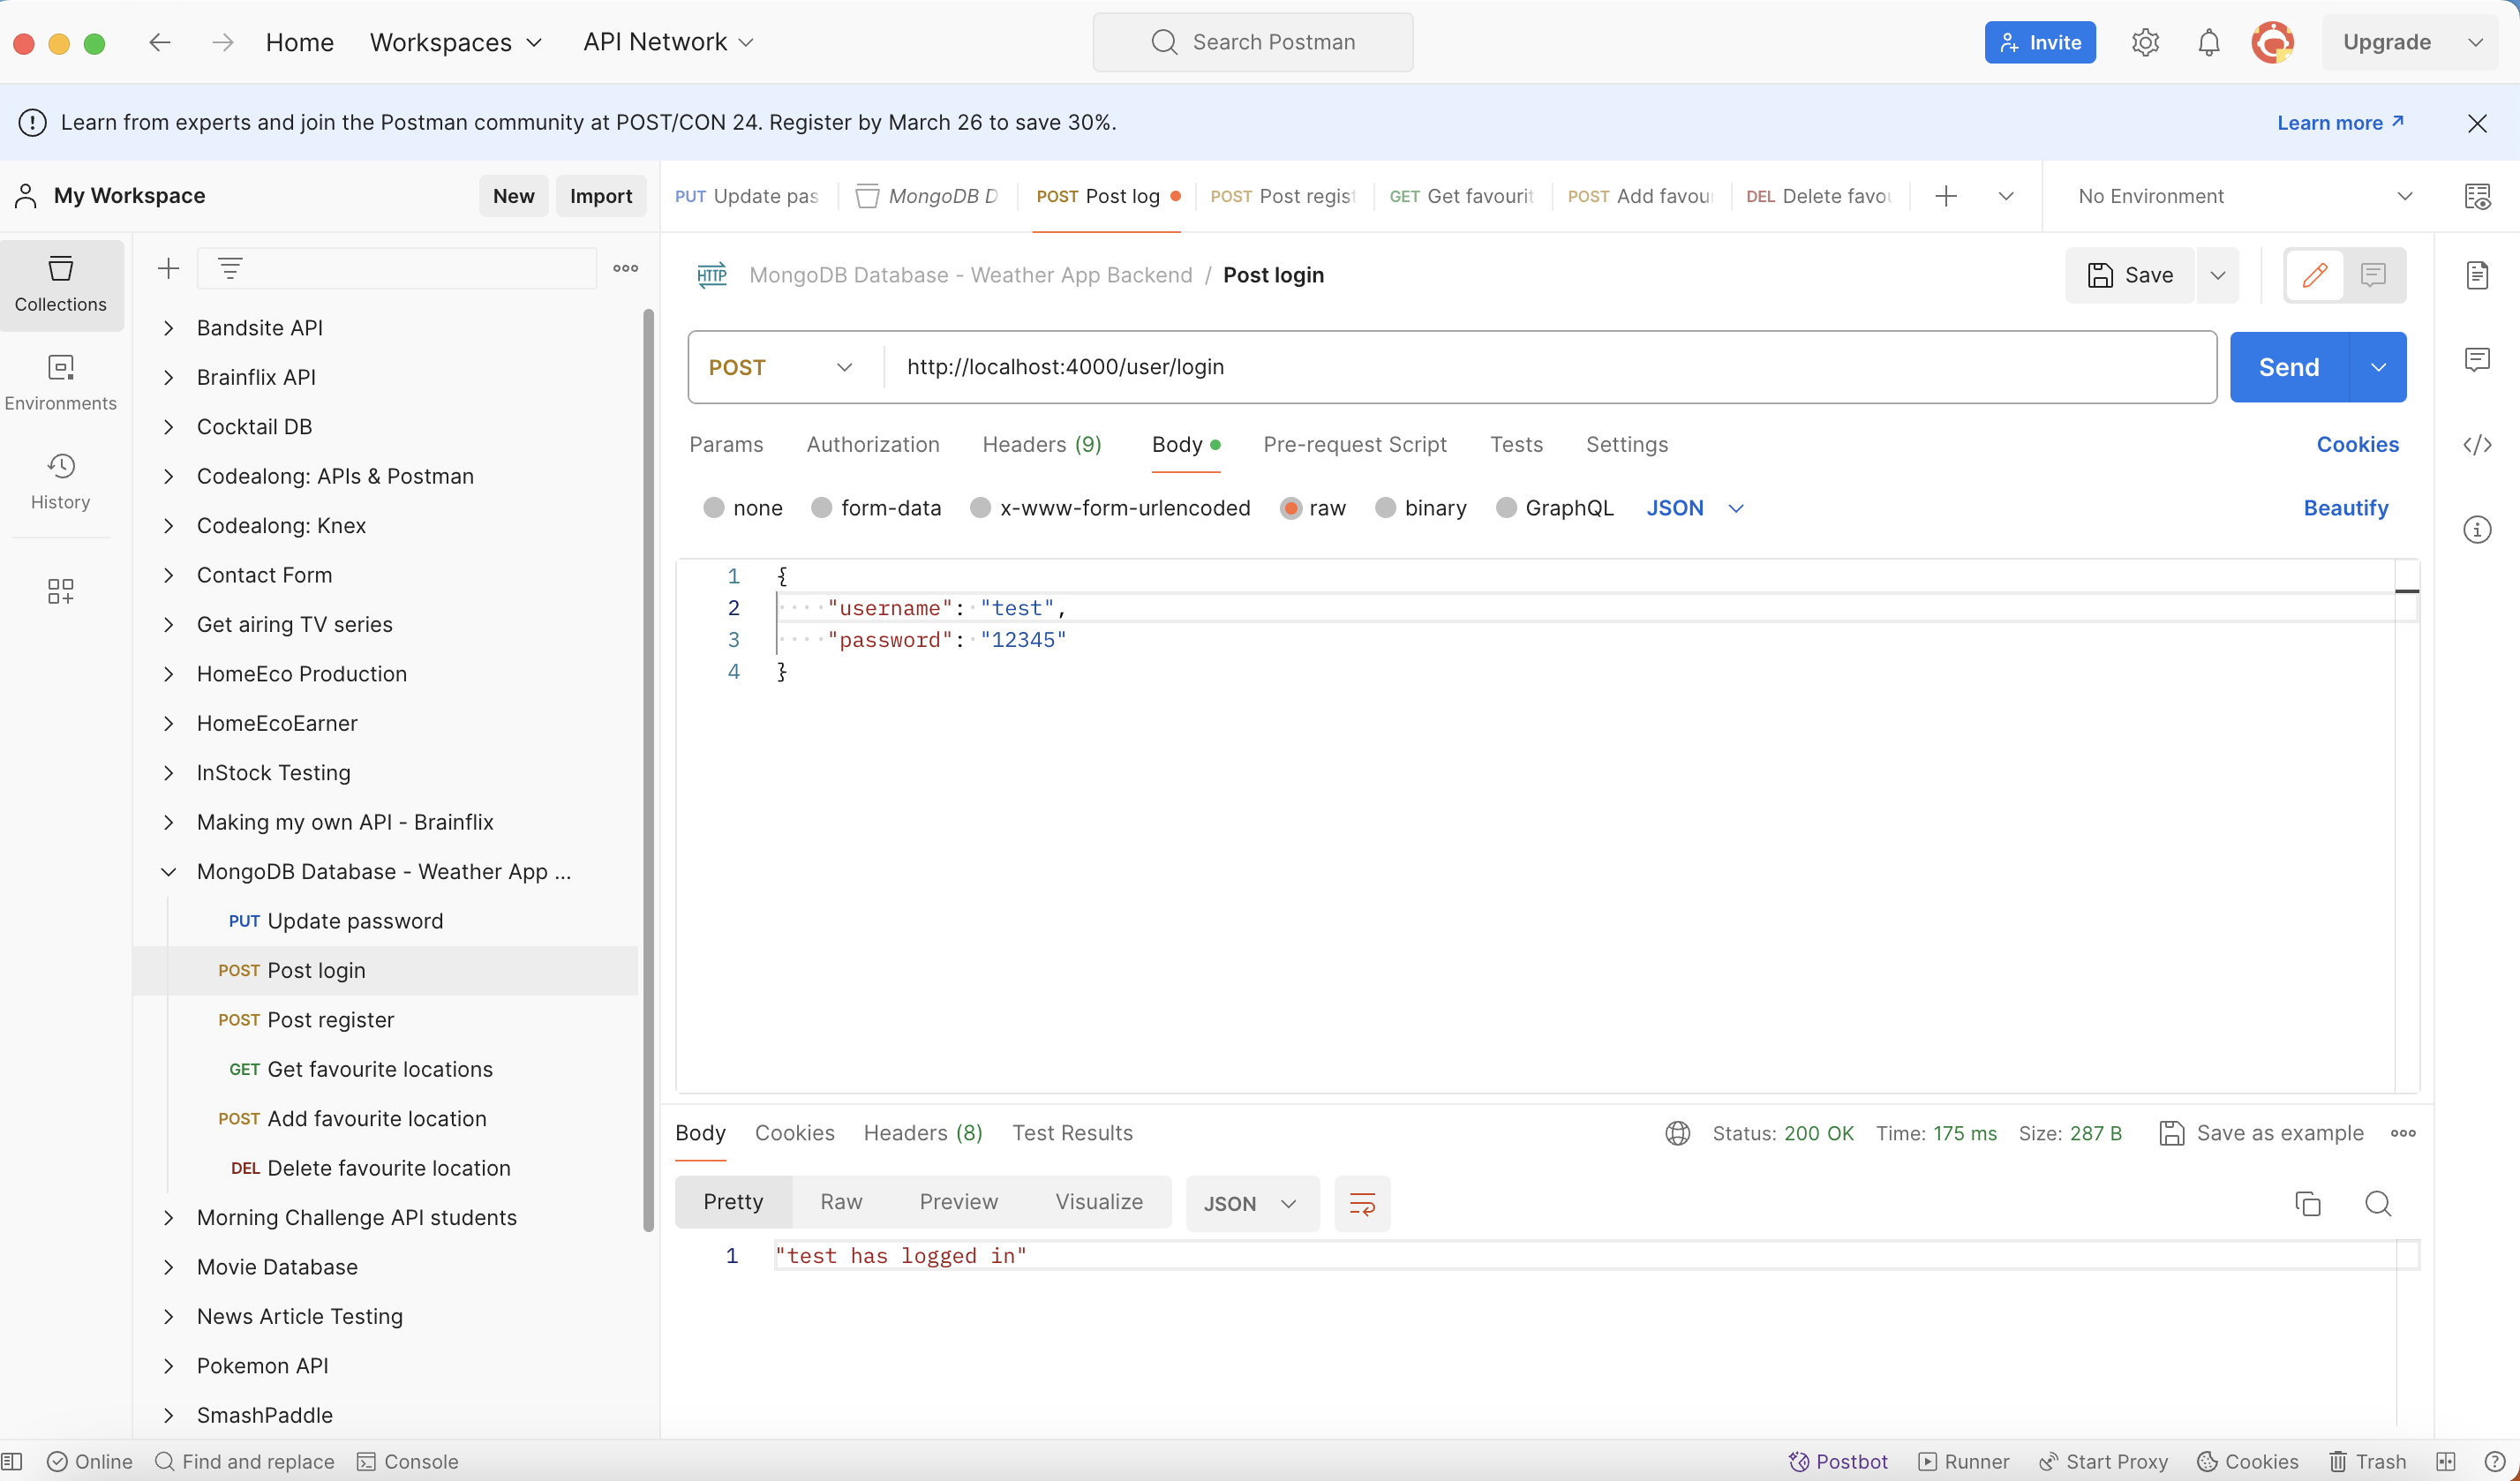 Home Workspaces API Network Search Postman Invite Upgrade
Learn from experts and join the Postman community at POST/CON 24. Register by March 26 to save 30%. Learn more ↗
My Workspace New Import
PUT Update pas MongoDB D POST Post log POST Post regist GET Get favourit POST Add favou DEL Delete favou No Environment
Collections
Environments
History
Bandsite API
Brainflix API
Cocktail DB
Codealong: APIs & Postman
Codealong: Knex
Contact Form
Get airing TV series
HomeEco Production
HomeEcoEarner
InStock Testing
Making my own API - Brainflix
MongoDB Database - Weather App ...
PUT Update password
POST Post login
POST Post register
GET Get favourite locations
POST Add favourite location
DEL Delete favourite location
Morning Challenge API students
Movie Database
News Article Testing
Pokemon API
SmashPaddle
HTTP MongoDB Database - Weather App Backend / Post login Save
POST http://localhost:4000/user/login Send
Params Authorization Headers (9) Body Pre-request Script Tests Settings Cookies
none form-data x-www-form-urlencoded raw binary GraphQL JSON Beautify
1 {
2 "username": "test",
3 "password": "12345"
4 }
Body Cookies Headers (8) Test Results Status: 200 OK Time: 175 ms Size: 287 B Save as example
Pretty Raw Preview Visualize JSON
1 "test has logged in"
Online Find and replace Console Postbot Runner Start Proxy Cookies Trash